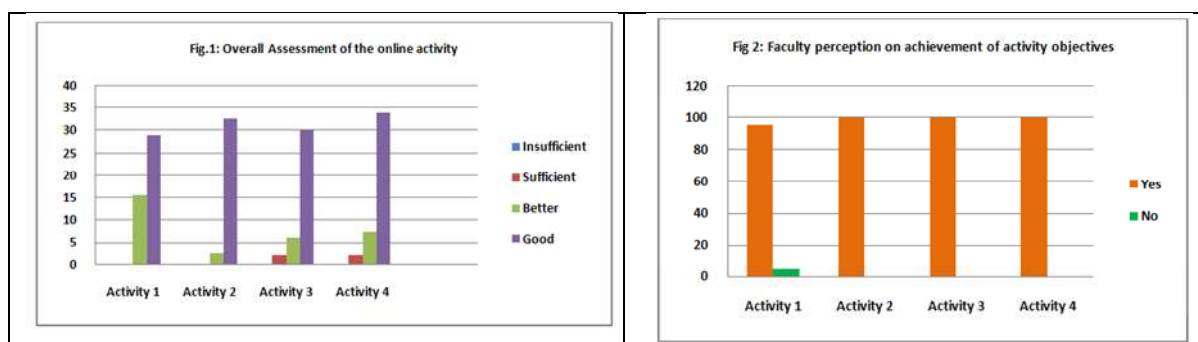 Fig.1: Overall Assessment of the online activity
40
35
30
25
20
15
10
5
0
Activity 1 Activity 2 Activity 3 Activity 4
Insufficient
Sufficient
Better
Good
Fig 2: Faculty perception on achievement of activity objectives
120
100
80
60
40
20
0
Activity 1 Activity 2 Activity 3 Activity 4
Yes
No